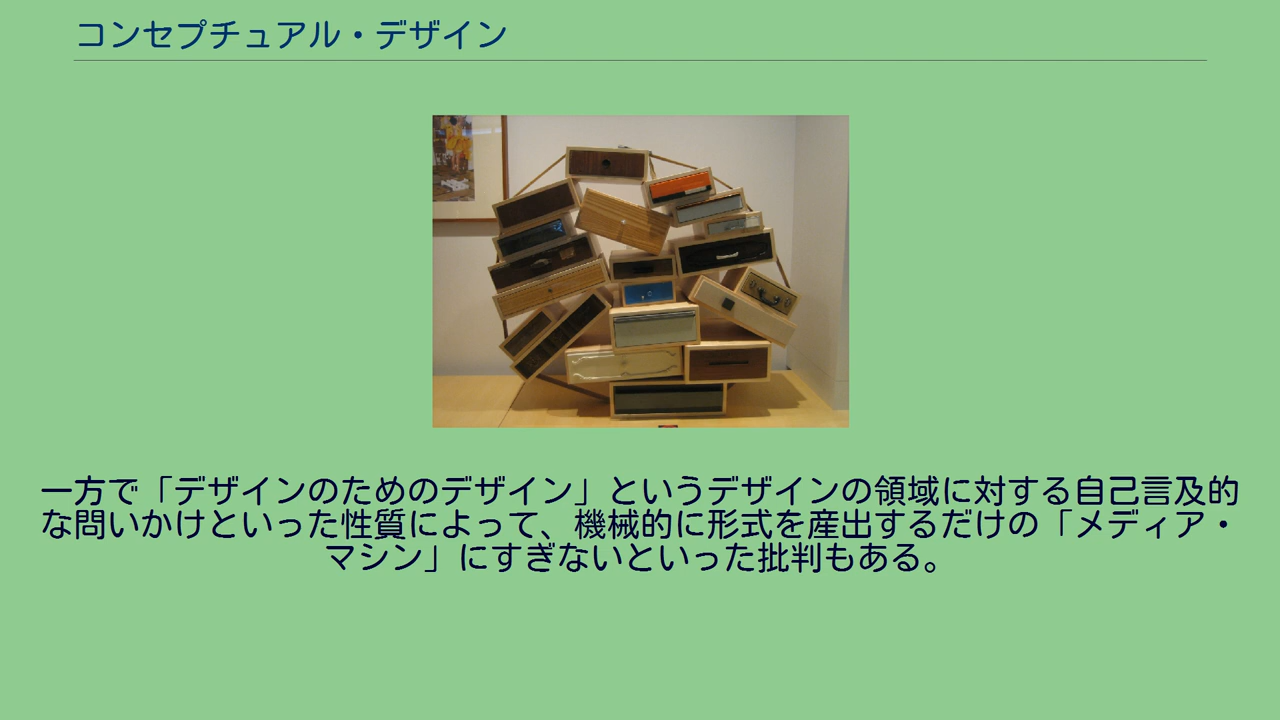 コンセプチュアル・デザイン
一方で「デザインのためのデザイン」というデザインの領域に対する自己言及的
な問いかけといった性質によって、機械的に形式を産出するだけの「メディア・
マシン」にすぎないといった批判もある。